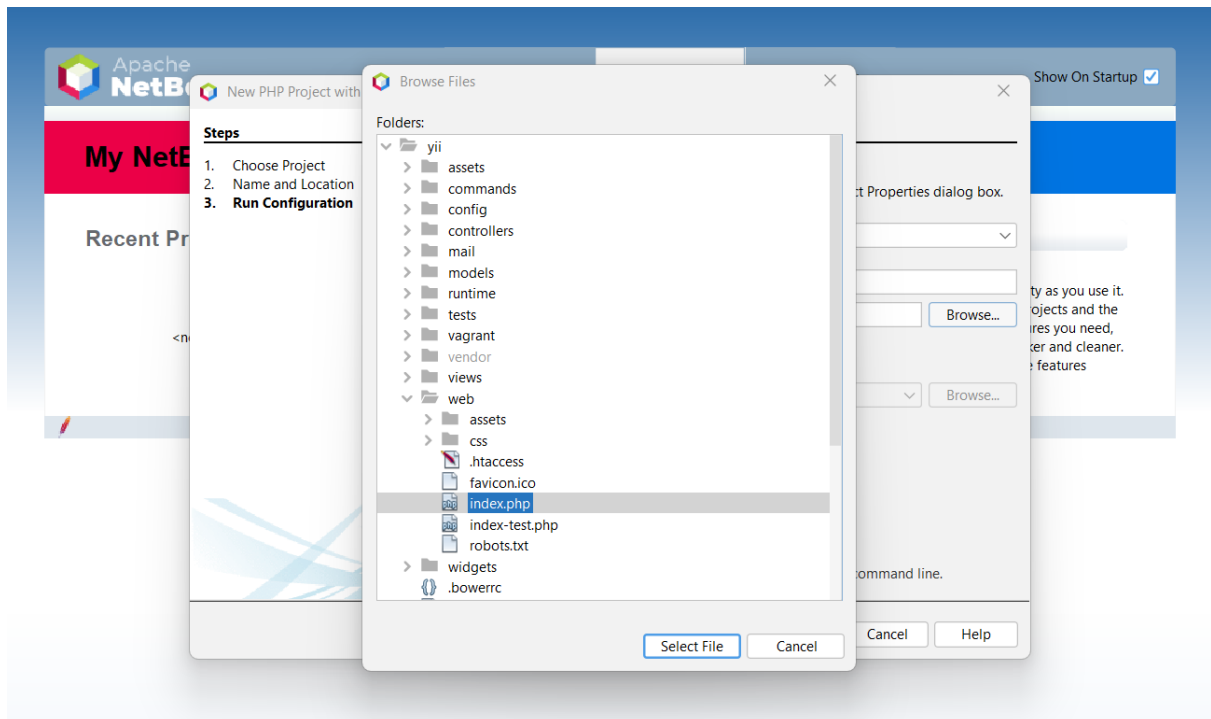 Apache
NetB
Show On Startup
My NetB
Recent Pr
<n
New PHP Project with
Steps
1. Choose Project
2. Name and Location
3. Run Configuration
Browse Files
Folders:
yii
assets
commands
config
controllers
mail
models
runtime
tests
vagrant
vendor
views
web
assets
css
.htaccess
favicon.ico
index.php
index-test.php
robots.txt
widgets
.bowerrc
Select File
Cancel
ct Properties dialog box.
Browse...
Browse...
command line.
Cancel
Help
ty as you use it.
ojects and the
res you need,
ker and cleaner.
e features